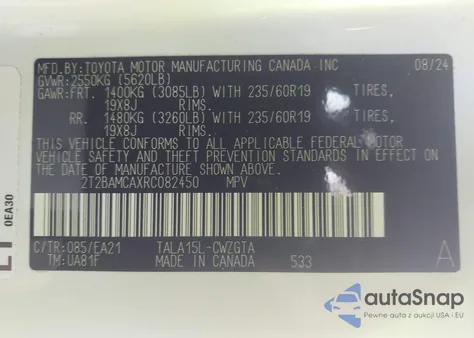 MFD.BY:TOYOTA MOTOR MANUFACTURING CANADA INC 08/24
GVWR:2550KG (5620LB)
GAWR:FRT. 1400KG (3085LB) WITH 235/60R19 TIRES,
19X8J RIMS.
RR. 1480KG (3260LB) WITH 235/60R19 TIRES,
19X8J RIMS.
THIS VEHICLE CONFORMS TO ALL APPLICABLE FEDERAL MOTOR
VEHICLE SAFETY AND THEFT PREVENTION STANDARDS IN EFFECT ON
THE DATE OF MANUFACTURE SHOWN ABOVE.
2T2BAMCAXRC082450 MPV
C/TR:085/EA21 TALA15L-CWZGTA
TM:UA81F MADE IN CANADA 533 A
0EA30
autoSnap
Pewne auta z aukcji USA i EU